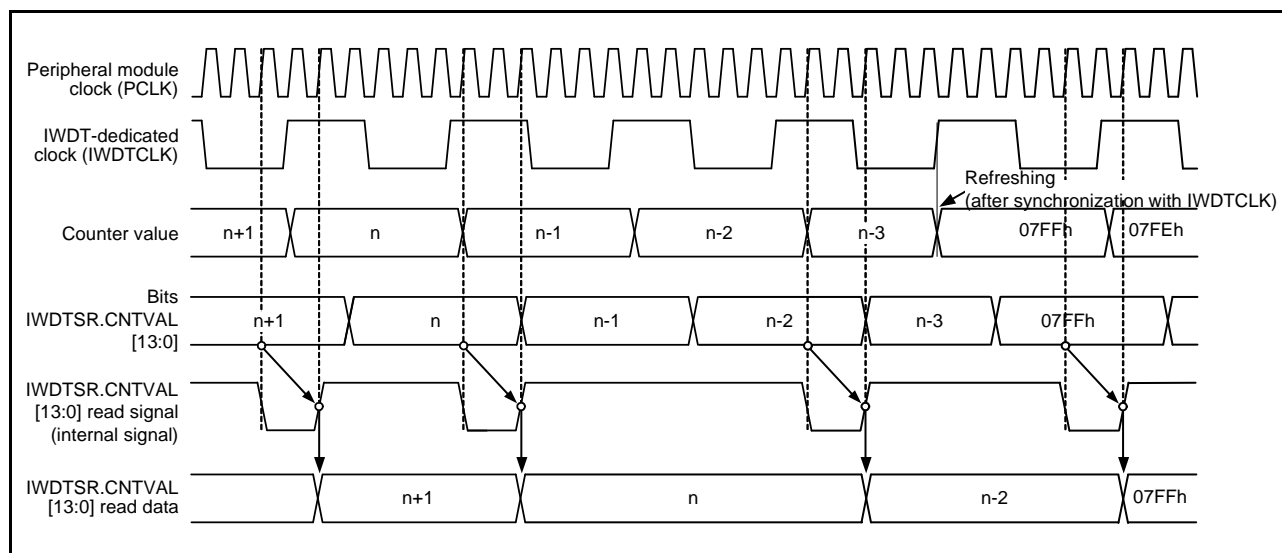 Peripheral module
clock (PCLK)
IWDT-dedicated
clock (IWDTCLK)
Refreshing
(after synchronization with IWDTCLK)
Counter value
n+1
n
n-1
n-2
n-3
07FFh
07FEh
Bits
IWDTSR.CNTVAL
[13:0]
n+1
n
n-1
n-2
n-3
07FFh
IWDTSR.CNTVAL
[13:0] read signal
(internal signal)
IWDTSR.CNTVAL
[13:0] read data
n+1
n
n-2
07FFh